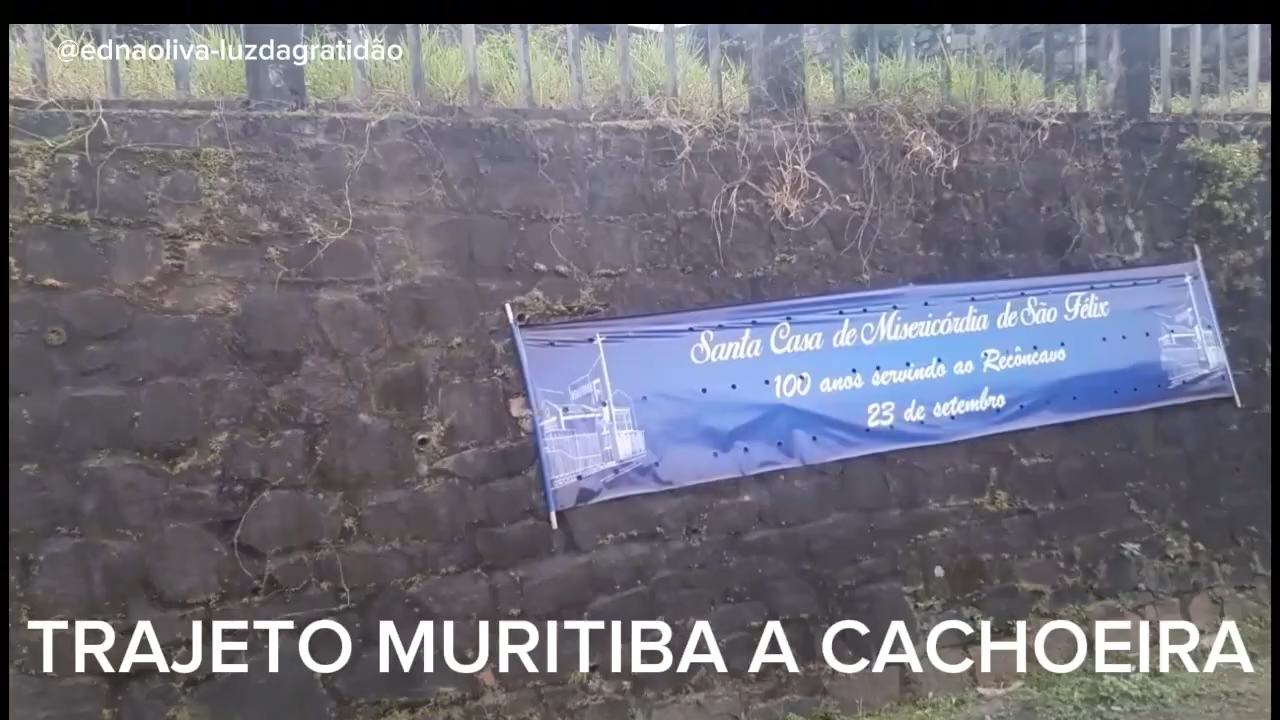 @ednaoliva-luzdagratidão
Santa Casa de Misericórdia de São Félix
100 anos servindo ao Recôncavo
23 de setembro
TRAJETO MURITIBA A CACHOEIRA